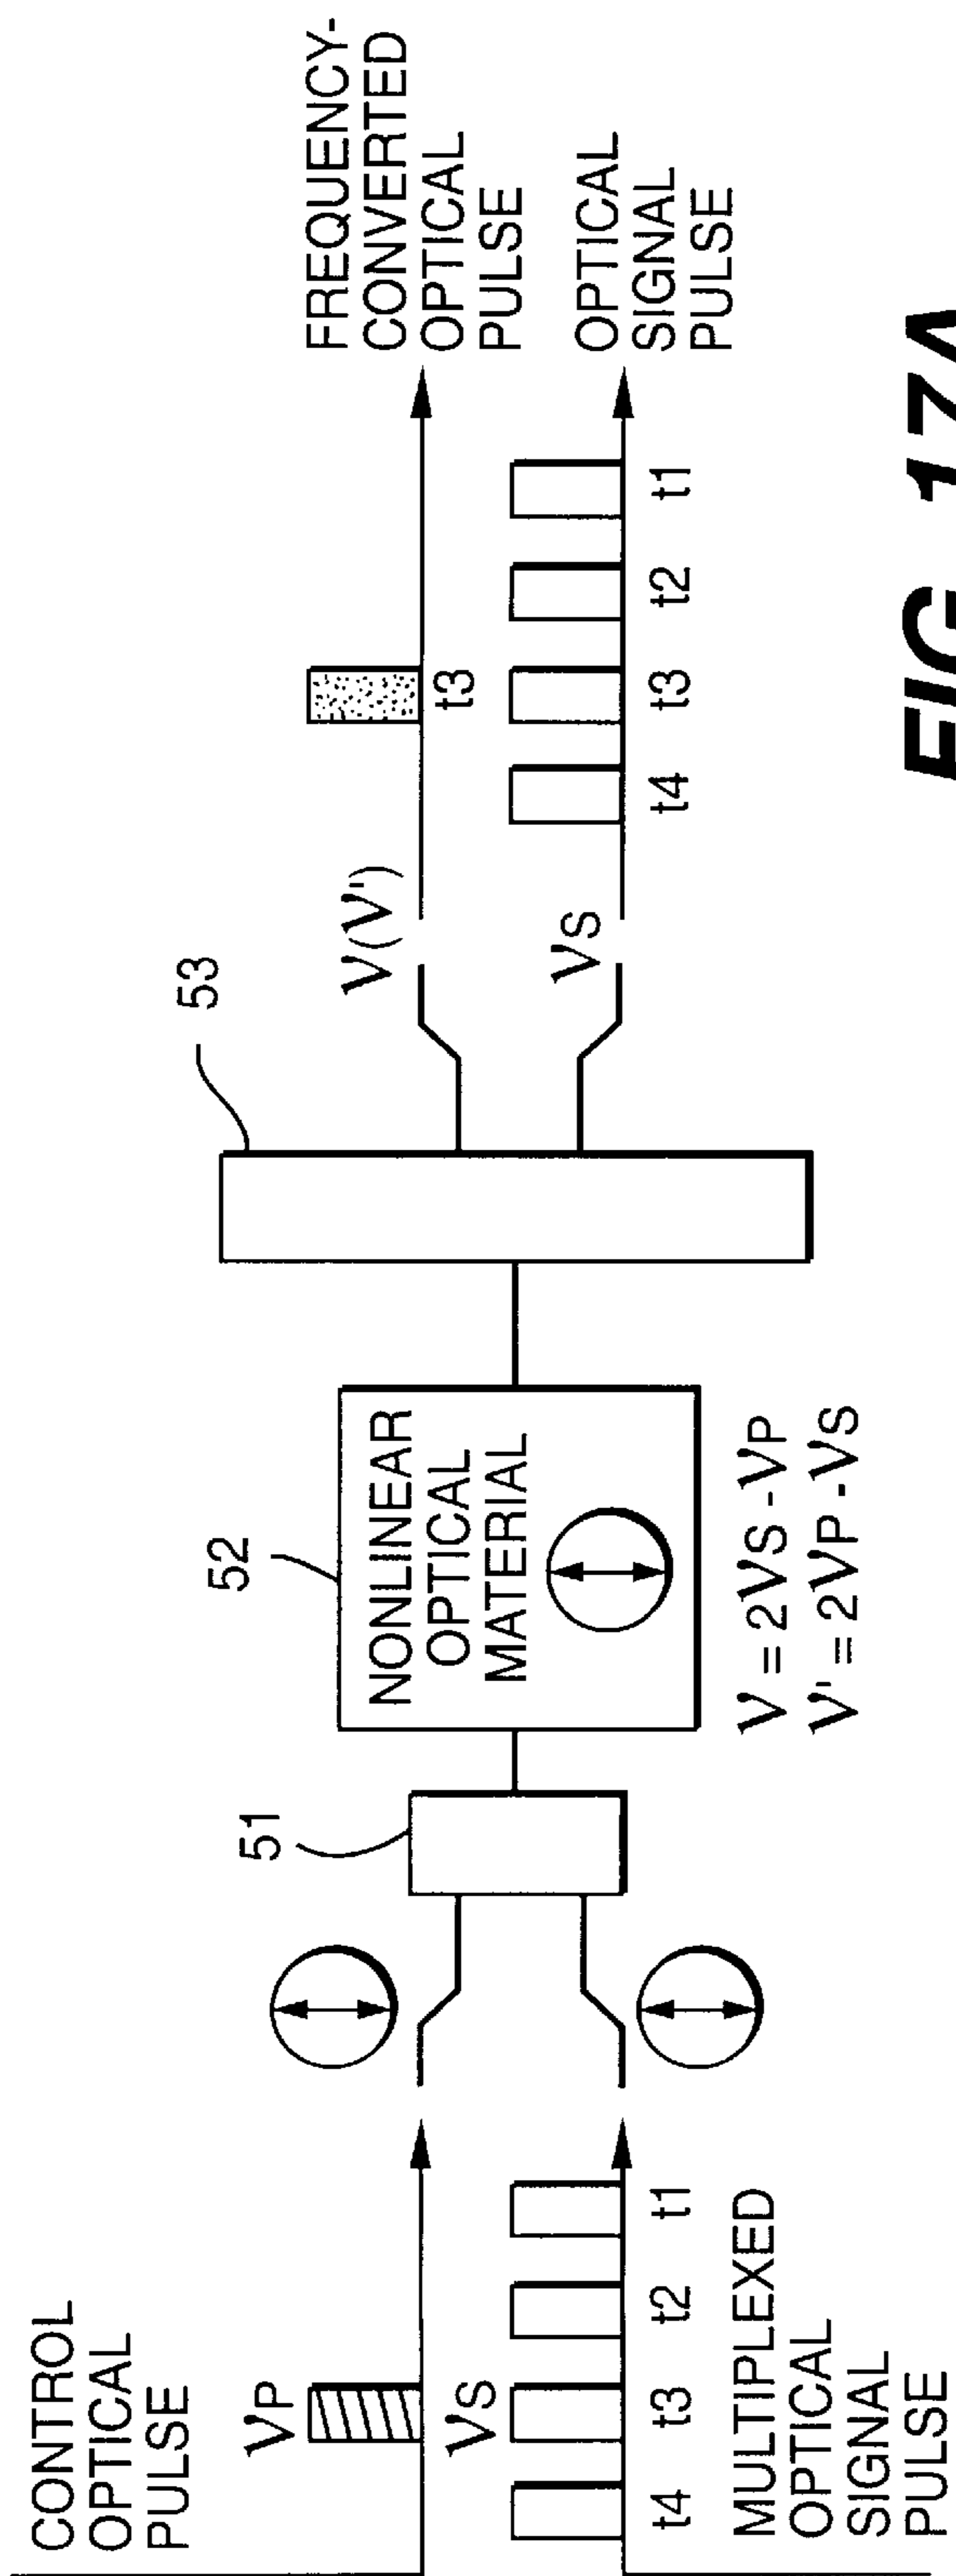 CONTROL
OPTICAL
PULSE
νP
νS
t4 t3 t2 t1
MULTIPLEXED
OPTICAL
SIGNAL
PULSE
51
52
NONLINEAR
OPTICAL
MATERIAL
ν = 2νS - νP
ν' = 2νP - νS
53
ν(ν')
νS
t3
t4 t3 t2 t1
FREQUENCY-
CONVERTED
OPTICAL
PULSE
OPTICAL
SIGNAL
PULSE
FIG. 17A